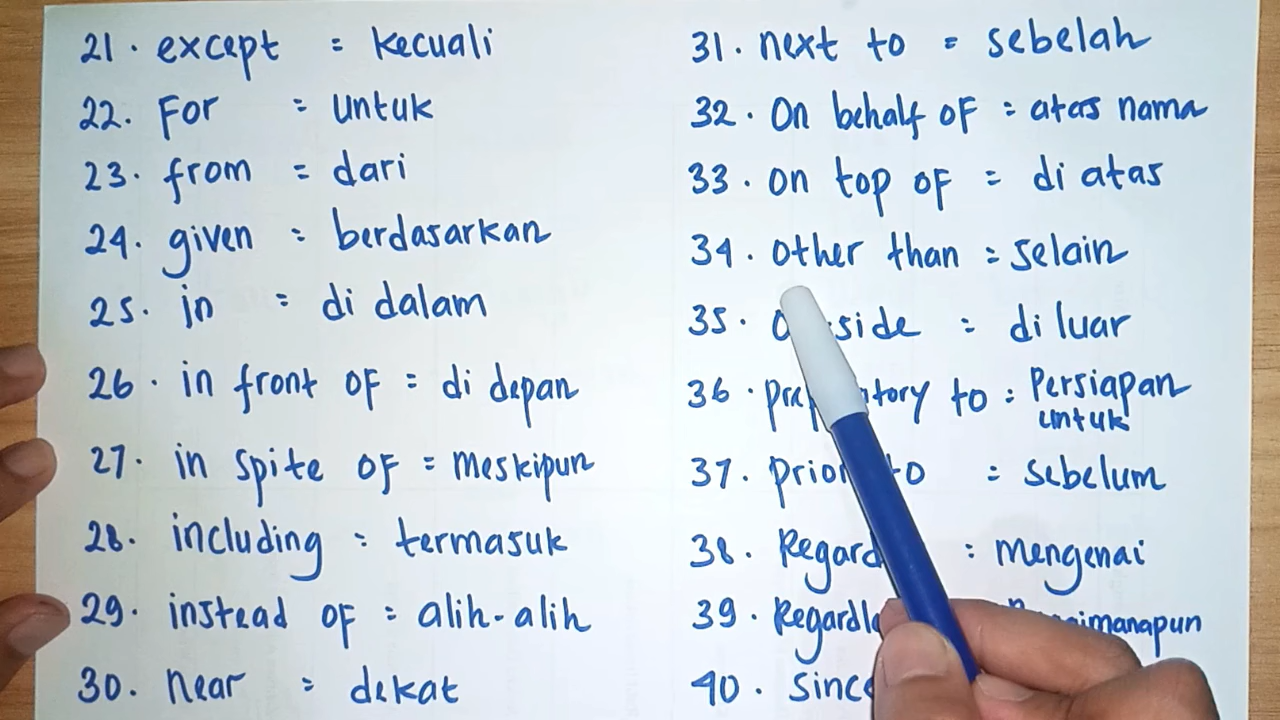 21. except = kecuali
22. For = untuk
23. from = dari
24. given = berdasarkan
25. in = di dalam
26. in front of = di depan
27. in spite of = meskipun
28. including = termasuk
29. instead of = alih-alih
30. near = dekat
31. next to = sebelah
32. On behalf of = atas nama
33. on top of = di atas
34. other than = selain
35. = di luar
36. to = Persiapan
untuk
37. = sebelum
38. = mengenai
39.
40.